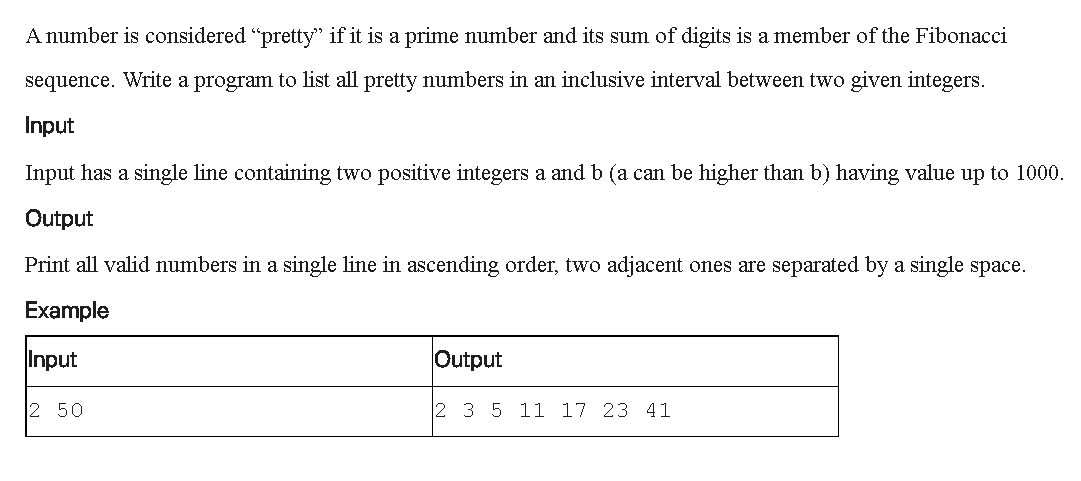 A number is considered “pretty” if it is a prime number and its sum of digits is a member of the Fibonacci
sequence. Write a program to list all pretty numbers in an inclusive interval between two given integers.
Input
Input has a single line containing two positive integers a and b (a can be higher than b) having value up to 1000.
Output
Print all valid numbers in a single line in ascending order, two adjacent ones are separated by a single space.
Example
Input Output
2 50 2 3 5 11 17 23 41